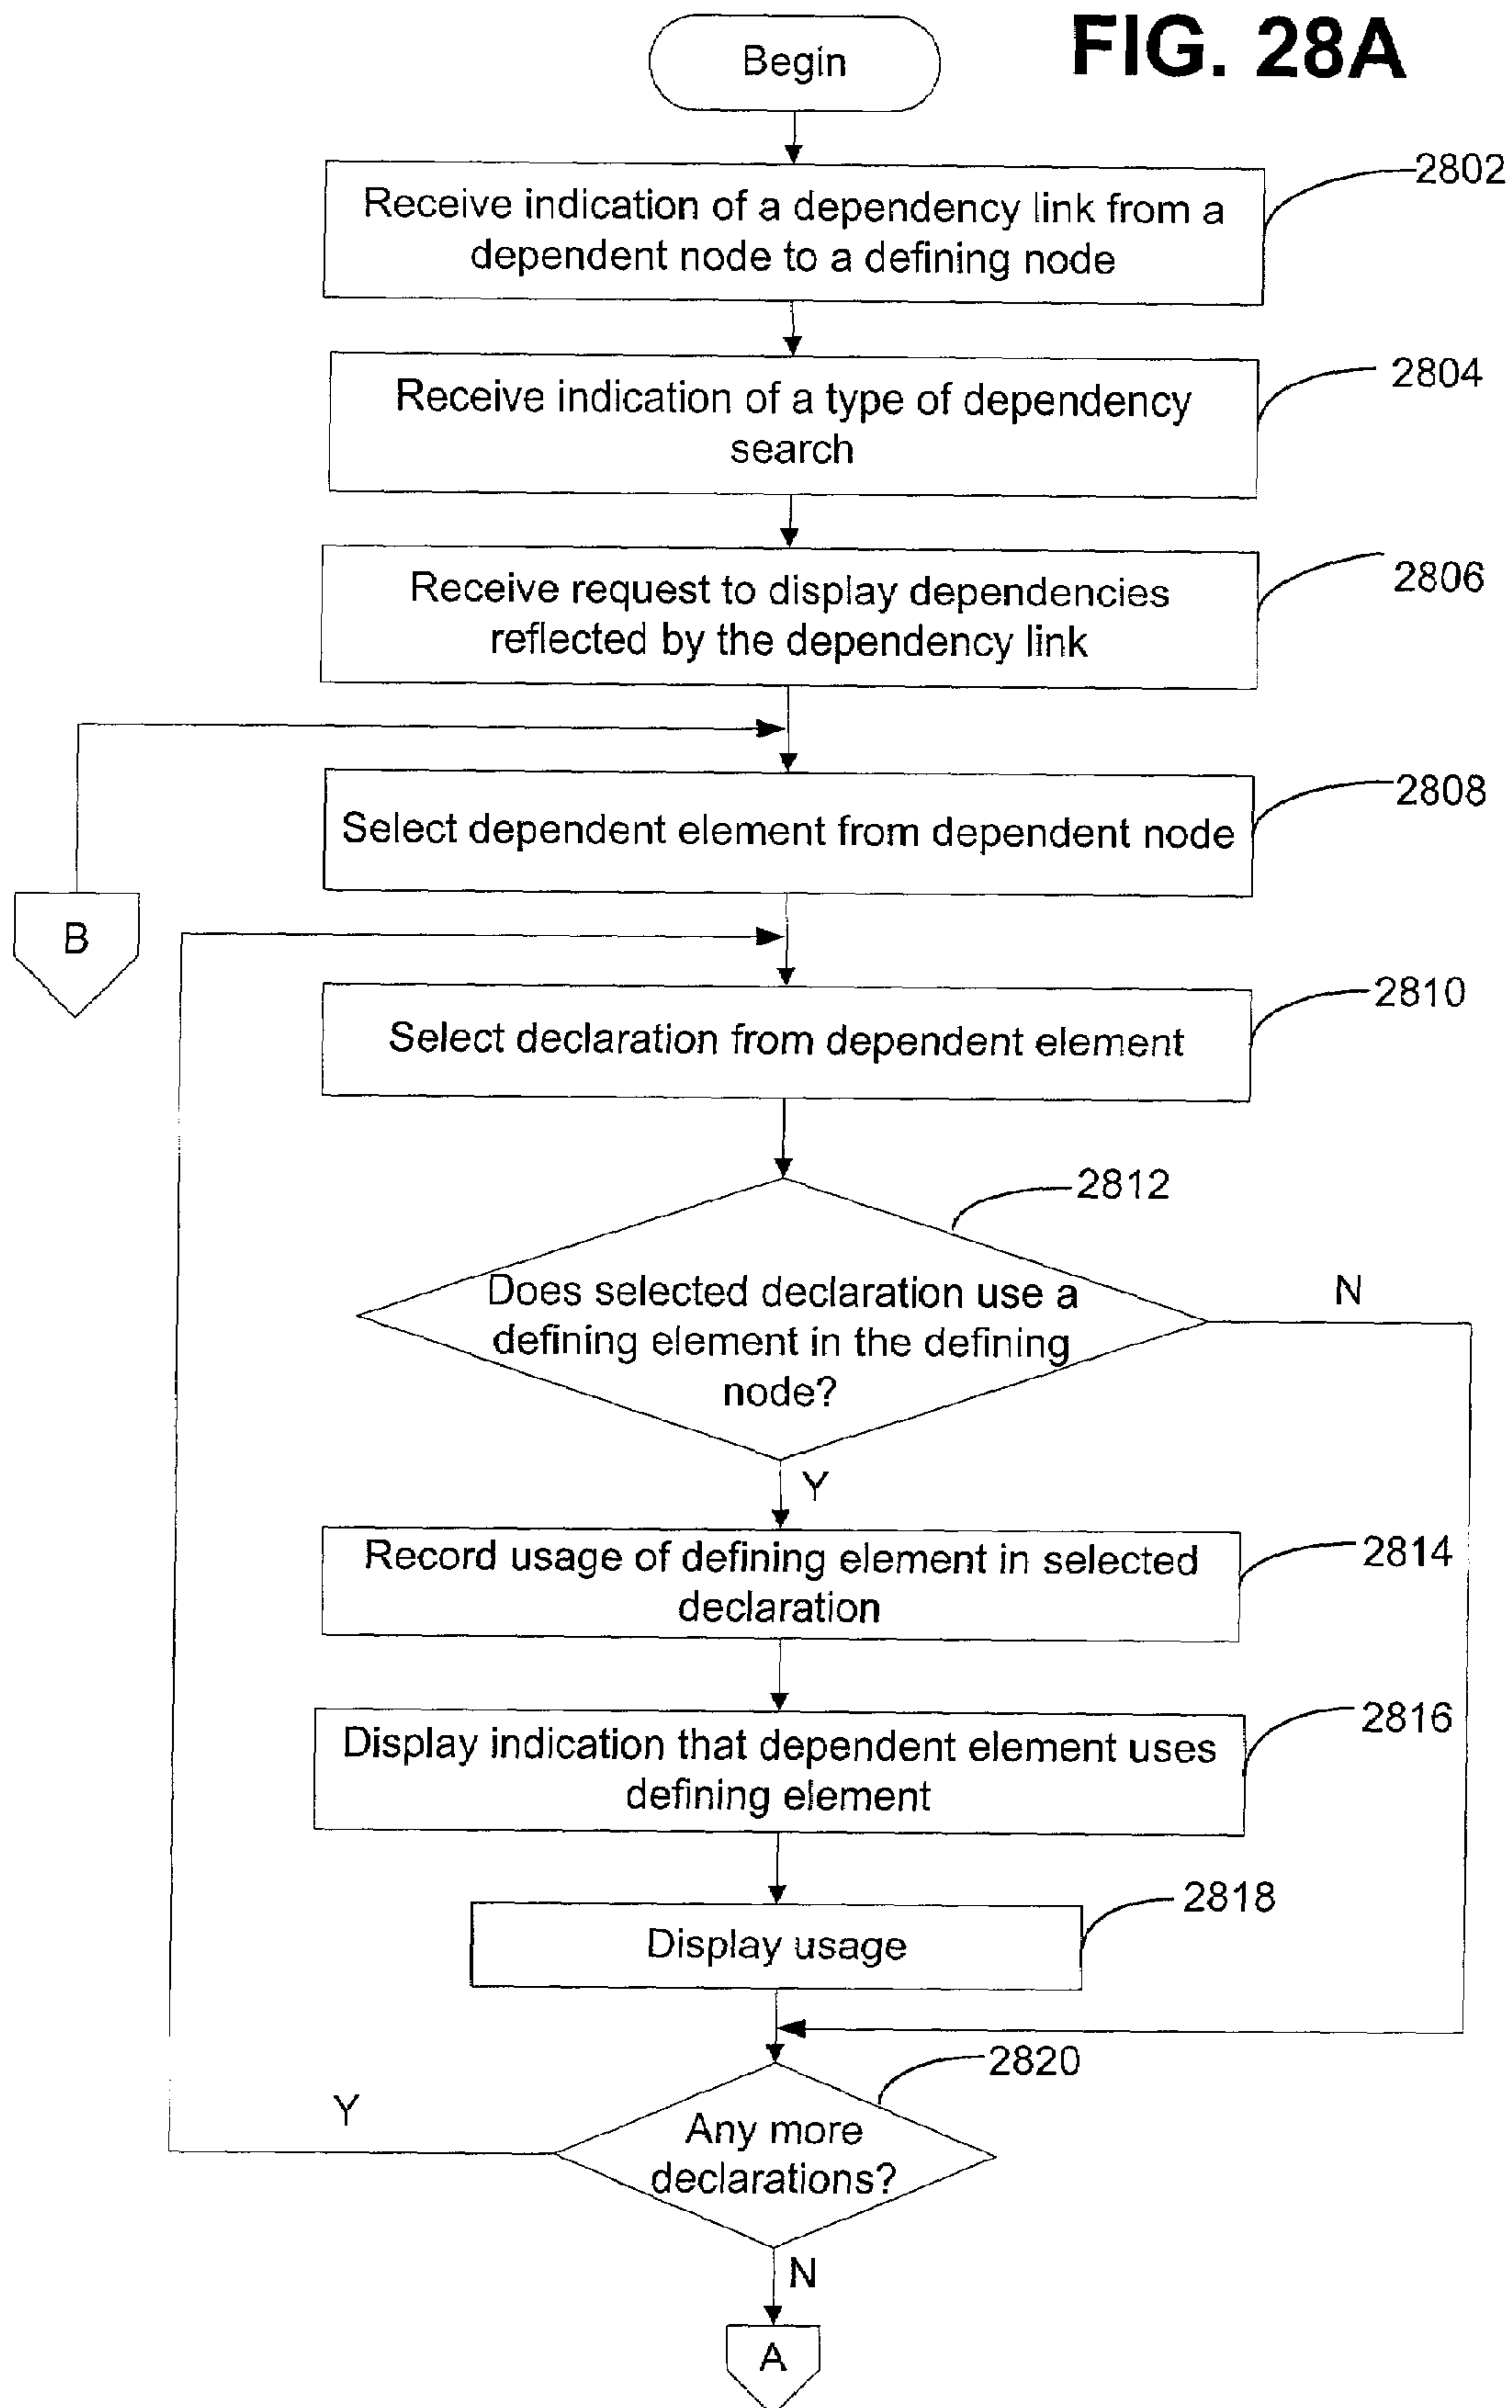 FIG. 28A
Begin
2802
Receive indication of a dependency link from a
dependent node to a defining node
2804
Receive indication of a type of dependency
search
2806
Receive request to display dependencies
reflected by the dependency link
2808
Select dependent element from dependent node
B
2810
Select declaration from dependent element
2812
Does selected declaration use a
defining element in the defining
node?
N
Y
2814
Record usage of defining element in selected
declaration
2816
Display indication that dependent element uses
defining element
2818
Display usage
2820
Any more
declarations?
Y
N
A